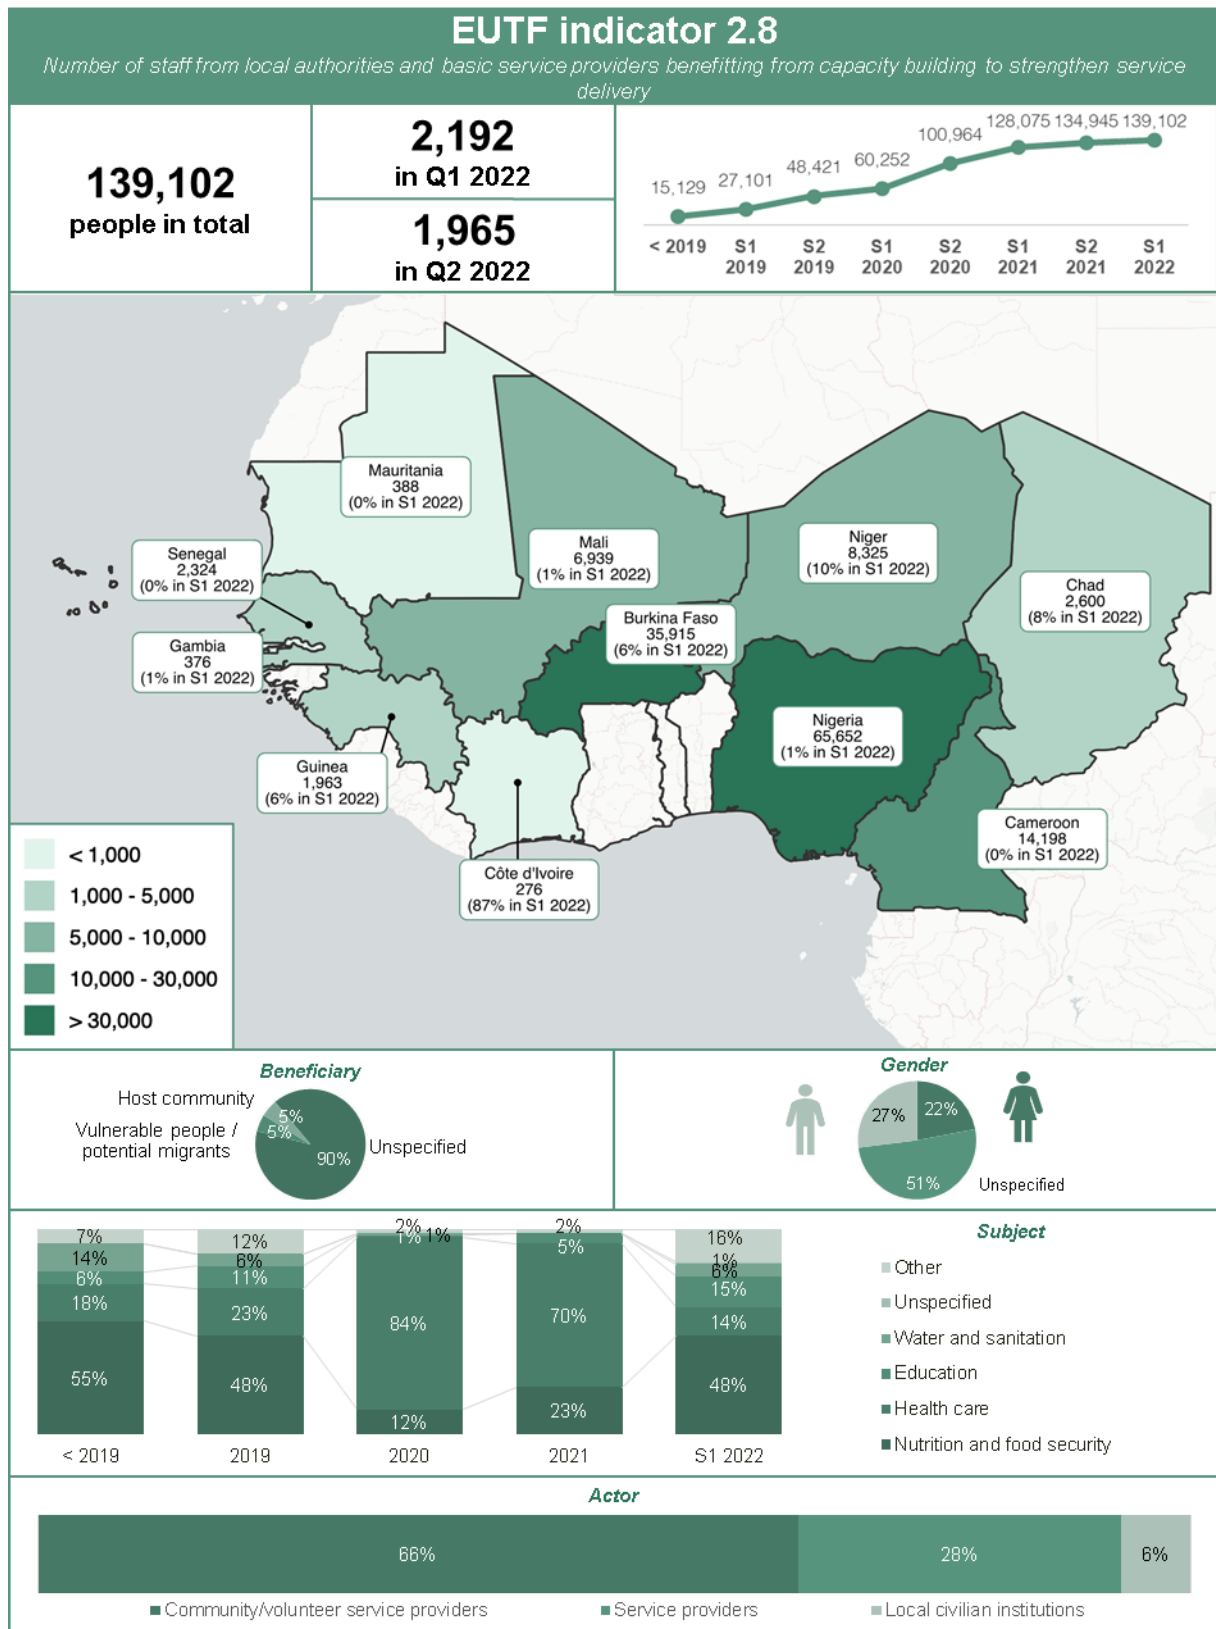 EUTF indicator 2.8
Number of staff from local authorities and basic service providers benefitting from capacity building to strengthen service
delivery
139,102
people in total
2,192
in Q1 2022
1,965
in Q2 2022
15,129
27,101
48,421
60,252
100,964
128,075
134,945
139,102
< 2019
S1
2019
S2
2019
S1
2020
S2
2020
S1
2021
S2
2021
S1
2022
Mauritania
388
(0% in S1 2022)
Mali
6,939
(1% in S1 2022)
Niger
8,325
(10% in S1 2022)
Senegal
2,324
(0% in S1 2022)
Chad
2,600
(8% in S1 2022)
Burkina Faso
35,915
(6% in S1 2022)
Gambia
376
(1% in S1 2022)
Nigeria
65,652
(1% in S1 2022)
Guinea
1,963
(6% in S1 2022)
Cameroon
14,198
(0% in S1 2022)
Côte d'Ivoire
276
(87% in S1 2022)
< 1,000
1,000 - 5,000
5,000 - 10,000
10,000 - 30,000
> 30,000
Beneficiary
Host community
5%
Vulnerable people /
potential migrants
5%
90%
Unspecified
Gender
27%
22%
51%
Unspecified
7%
14%
6%
18%
55%
< 2019
12%
6%
11%
23%
48%
2019
2%
1%
1%
84%
12%
2020
2%
5%
70%
23%
2021
16%
1%
6%
15%
14%
48%
S1 2022
Subject
Other
Unspecified
Water and sanitation
Education
Health care
Nutrition and food security
Actor
66%
28%
6%
Community/volunteer service providers
Service providers
Local civilian institutions